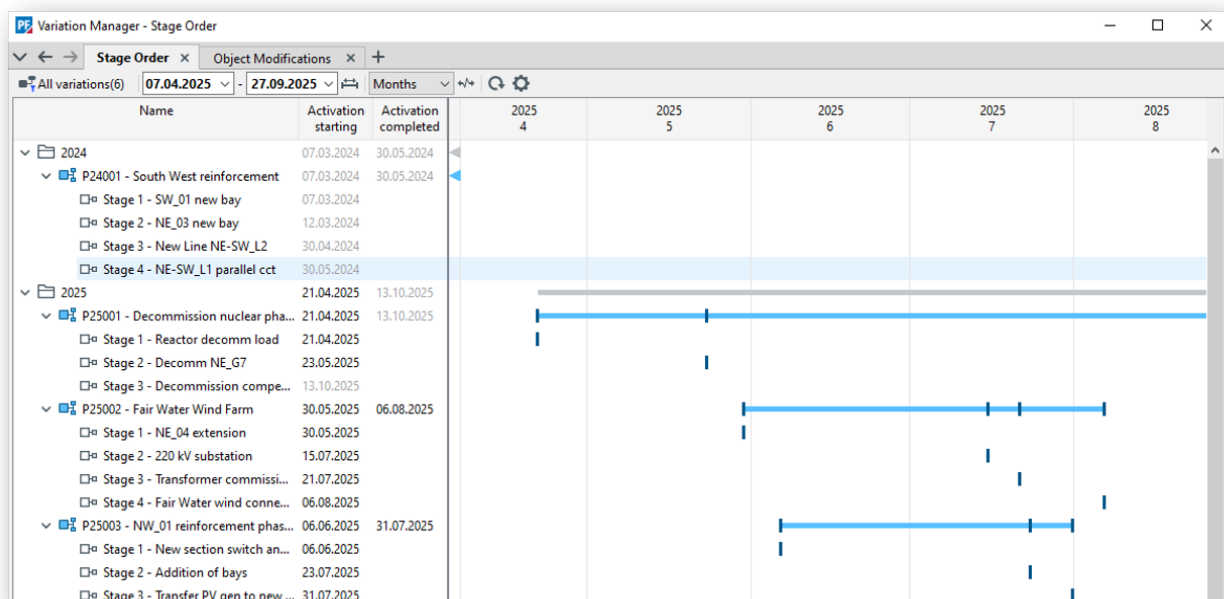 PF Variation Manager - Stage Order
Stage Order Object Modifications
All variations(6) 07.04.2025 - 27.09.2025 Months
Name Activation starting Activation completed 2025 4 2025 5 2025 6 2025 7 2025 8
2024 07.03.2024 30.05.2024
P24001 - South West reinforcement 07.03.2024 30.05.2024
Stage 1 - SW_01 new bay 07.03.2024
Stage 2 - NE_03 new bay 12.03.2024
Stage 3 - New Line NE-SW_L2 30.04.2024
Stage 4 - NE-SW_L1 parallel cct 30.05.2024
2025 21.04.2025 13.10.2025
P25001 - Decommission nuclear pha... 21.04.2025 13.10.2025
Stage 1 - Reactor decomm load 21.04.2025
Stage 2 - Decomm NE_G7 23.05.2025
Stage 3 - Decommission compe... 13.10.2025
P25002 - Fair Water Wind Farm 30.05.2025 06.08.2025
Stage 1 - NE_04 extension 30.05.2025
Stage 2 - 220 kV substation 15.07.2025
Stage 3 - Transformer commissi... 21.07.2025
Stage 4 - Fair Water wind conne... 06.08.2025
P25003 - NW_01 reinforcement phas... 06.06.2025 31.07.2025
Stage 1 - New section switch an... 06.06.2025
Stage 2 - Addition of bays 23.07.2025
Stage 3 - Transfer PV gen to new ... 31.07.2025